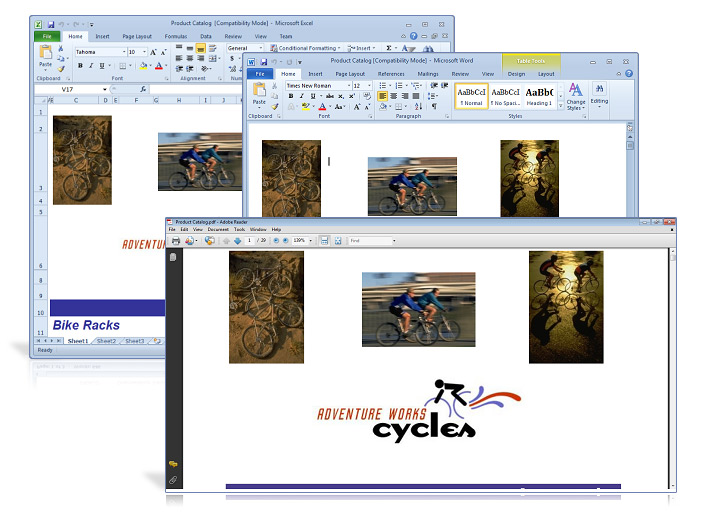 Product Catalog [Compatibility Mode] - Microsoft Excel
File Home Insert Page Layout Formulas Data Review View Team
Paste
Tahoma 10
General
Conditional Formatting
B I U
$
Clipboard Font Alignment
V17
fx
C D E F G H I J
1
2
3
4
5
6
7
8
9
10
11
Bike Racks
Sheet1 Sheet2 Sheet3
Ready
Product Catalog [Compatibility Mode] - Microsoft Word
Table Tools
File Home Insert Page Layout References Mailings Review View Design Layout
Paste
Times New Roman 12
B I U abc x₂ x² Aa
AaBbCcI AaBbCcI AaBbC
¶ Normal ¶ No Spaci... Heading 1
Change Styles
Editing
Clipboard Font Paragraph Styles
Product Catalog.pdf - Adobe Reader
File Edit View Document Tools Window Help
1 / 29 139% Find
ADVENTURE WORKS
cycles